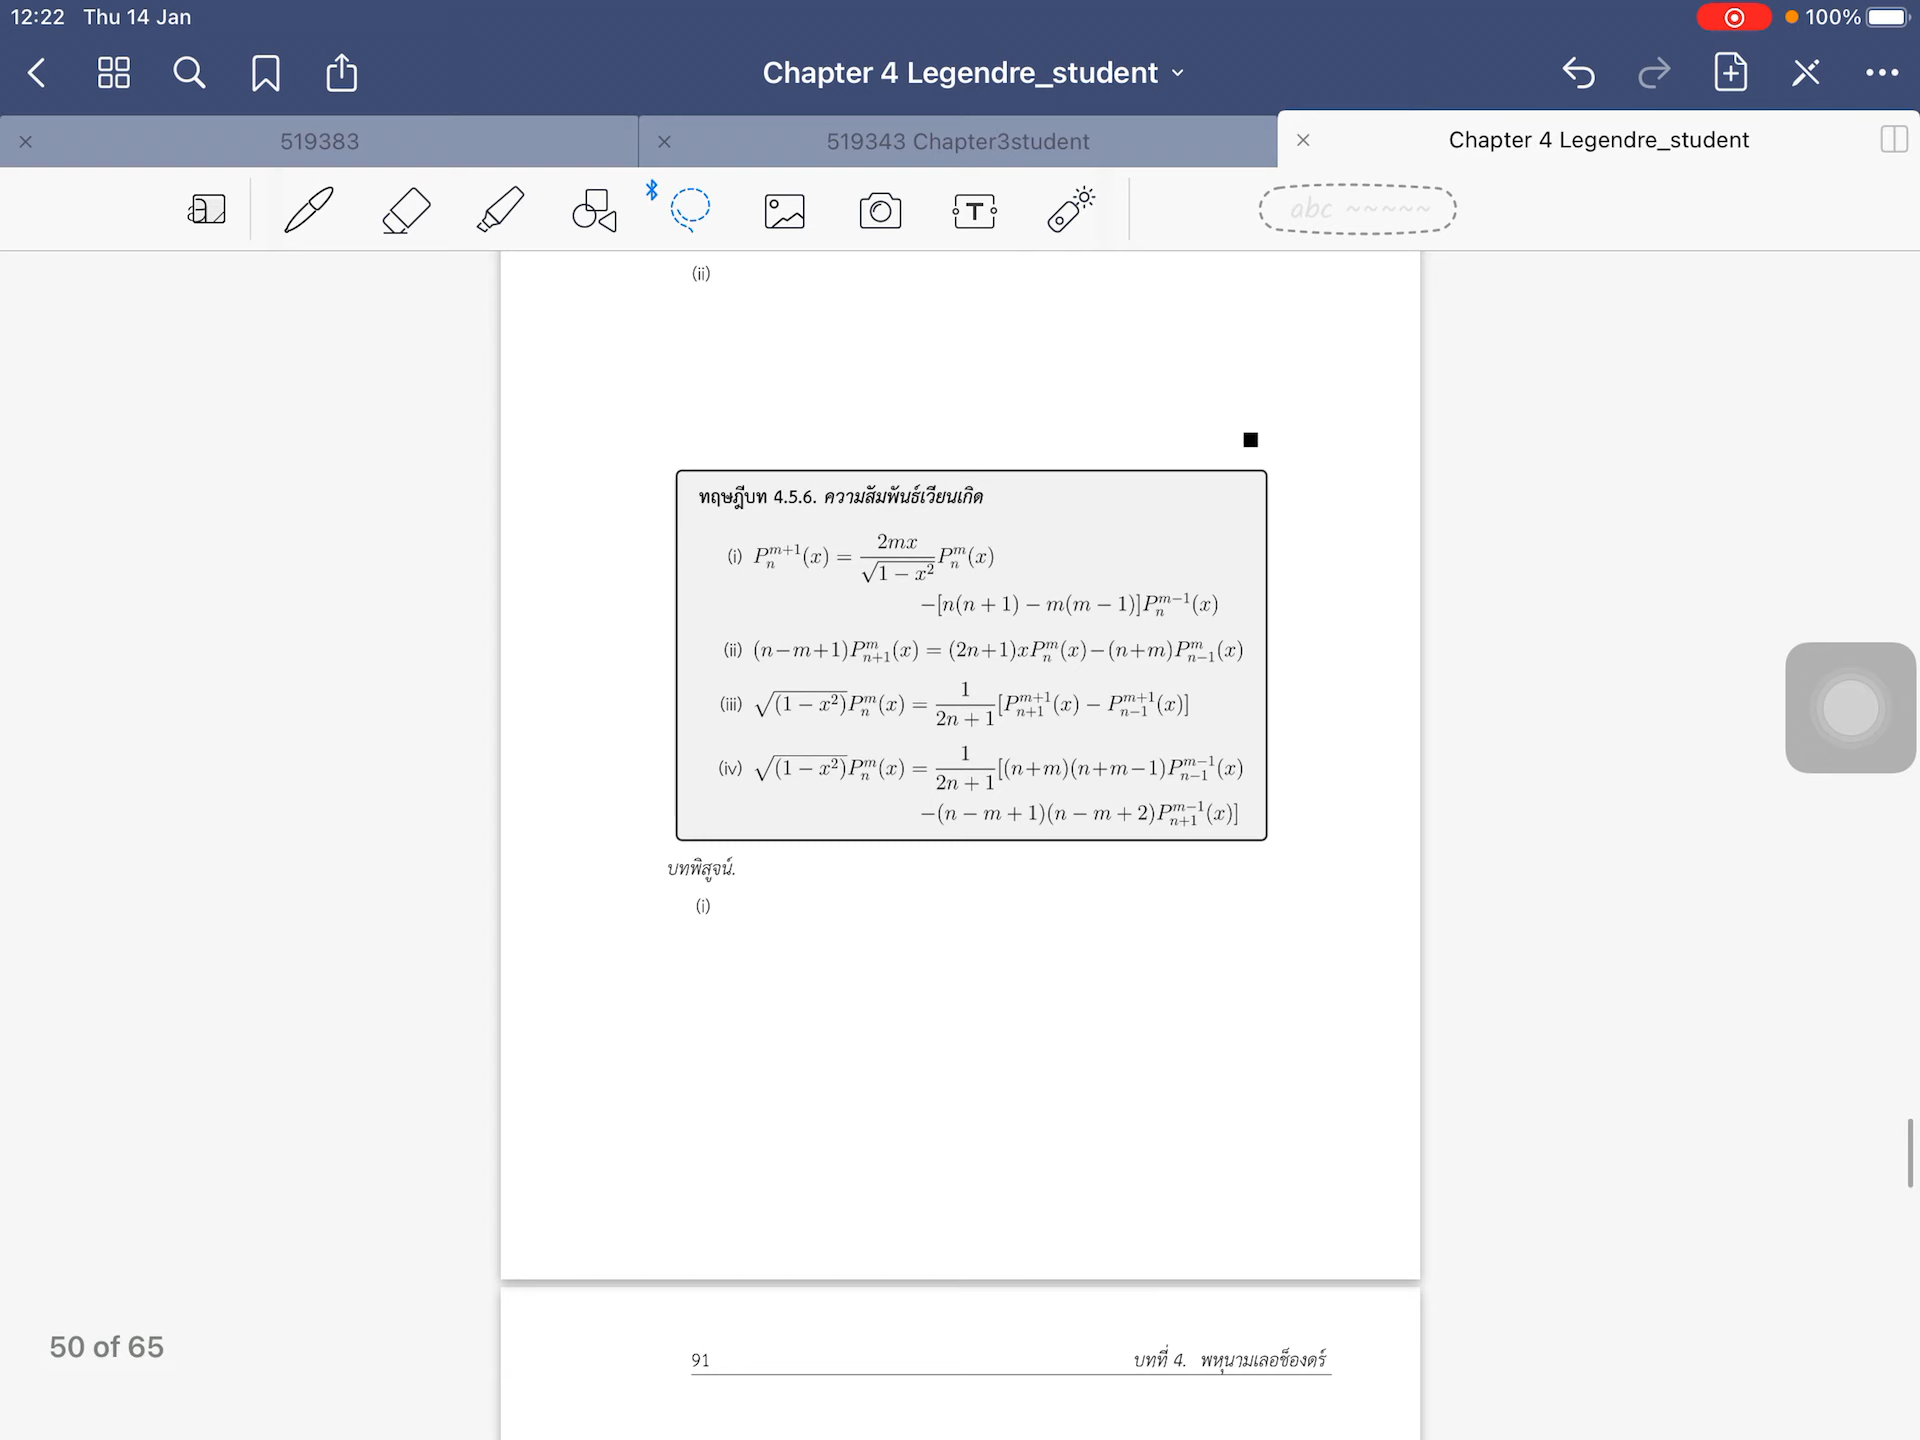 12:22 Thu 14 Jan 100%
Chapter 4 Legendre_student
519383 519343 Chapter3student Chapter 4 Legendre_student
abc
(ii)
ทฤษฎีบท 4.5.6. ความสัมพันธ์เวียนเกิด
(i) $P_n^{m+1}(x) = \frac{2mx}{\sqrt{1-x^2}}P_n^m(x)$
$-[n(n+1)-m(m-1)]P_n^{m-1}(x)$
(ii) $(n-m+1)P_{n+1}^m(x) = (2n+1)xP_n^m(x)-(n+m)P_{n-1}^m(x)$
(iii) $\sqrt{(1-x^2)}P_n^m(x) = \frac{1}{2n+1}[P_{n+1}^{m+1}(x)-P_{n-1}^{m+1}(x)]$
(iv) $\sqrt{(1-x^2)}P_n^m(x) = \frac{1}{2n+1}[(n+m)(n+m-1)P_{n-1}^{m-1}(x)$
$-(n-m+1)(n-m+2)P_{n+1}^{m-1}(x)]$
บทพิสูจน์.
(i)
50 of 65
91 บทที่ 4. พหุนามเลอช็องดร์